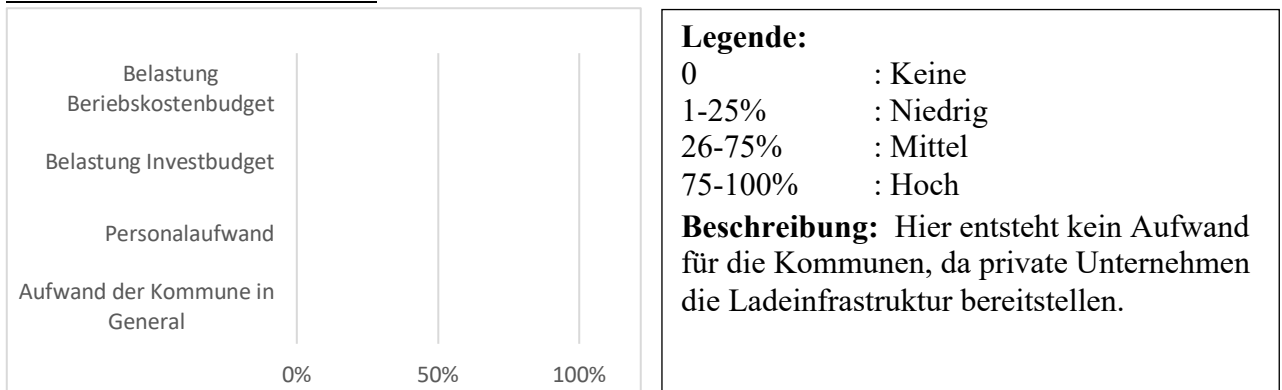 Belastung
Beriebskostenbudget
Belastung Investbudget
Personalaufwand
Aufwand der Kommune in
General
0%
50%
100%
Legende:
0 : Keine
1-25% : Niedrig
26-75% : Mittel
75-100% : Hoch
Beschreibung: Hier entsteht kein Aufwand
für die Kommunen, da private Unternehmen
die Ladeinfrastruktur bereitstellen.